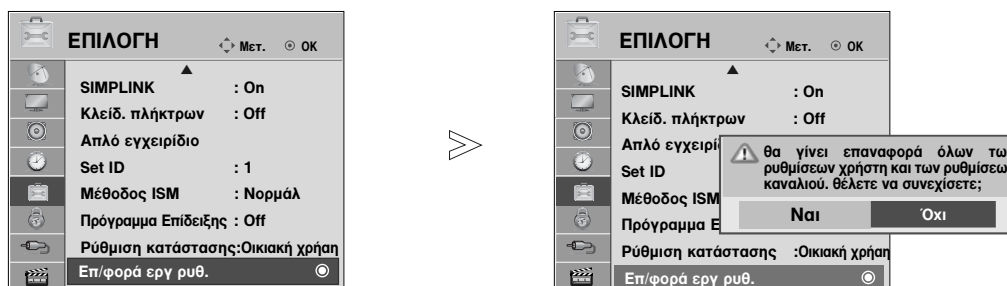 ΕΠΙΛΟΓΗ Μετ. OK
SIMPLINK : On
Κλείδ. πλήκτρων : Off
Απλό εγχειρίδιο
Set ID : 1
Μέθοδος ISM : Νορμάλ
Πρόγραμμα Επίδειξης : Off
Ρύθμιση κατάστασης:Οικιακή χρήαη
Επ/φορά εργ ρυθ.
ΕΠΙΛΟΓΗ Μετ. OK
SIMPLINK : On
Κλείδ. πλήκτρων : Off
Απλό εγχειρί
Set ID
Μέθοδος ISM
Πρόγραμμα Ε
Ρύθμιση κατάστασης :Οικιακή χρήαη
Επ/φορά εργ ρυθ.
θα γίνει επαναφορά όλων τω
ρυθμίσεων χρήστη και των ρυθμίσεω
καναλιού. θέλετε να συνεχίσετε;
Ναι Όχι